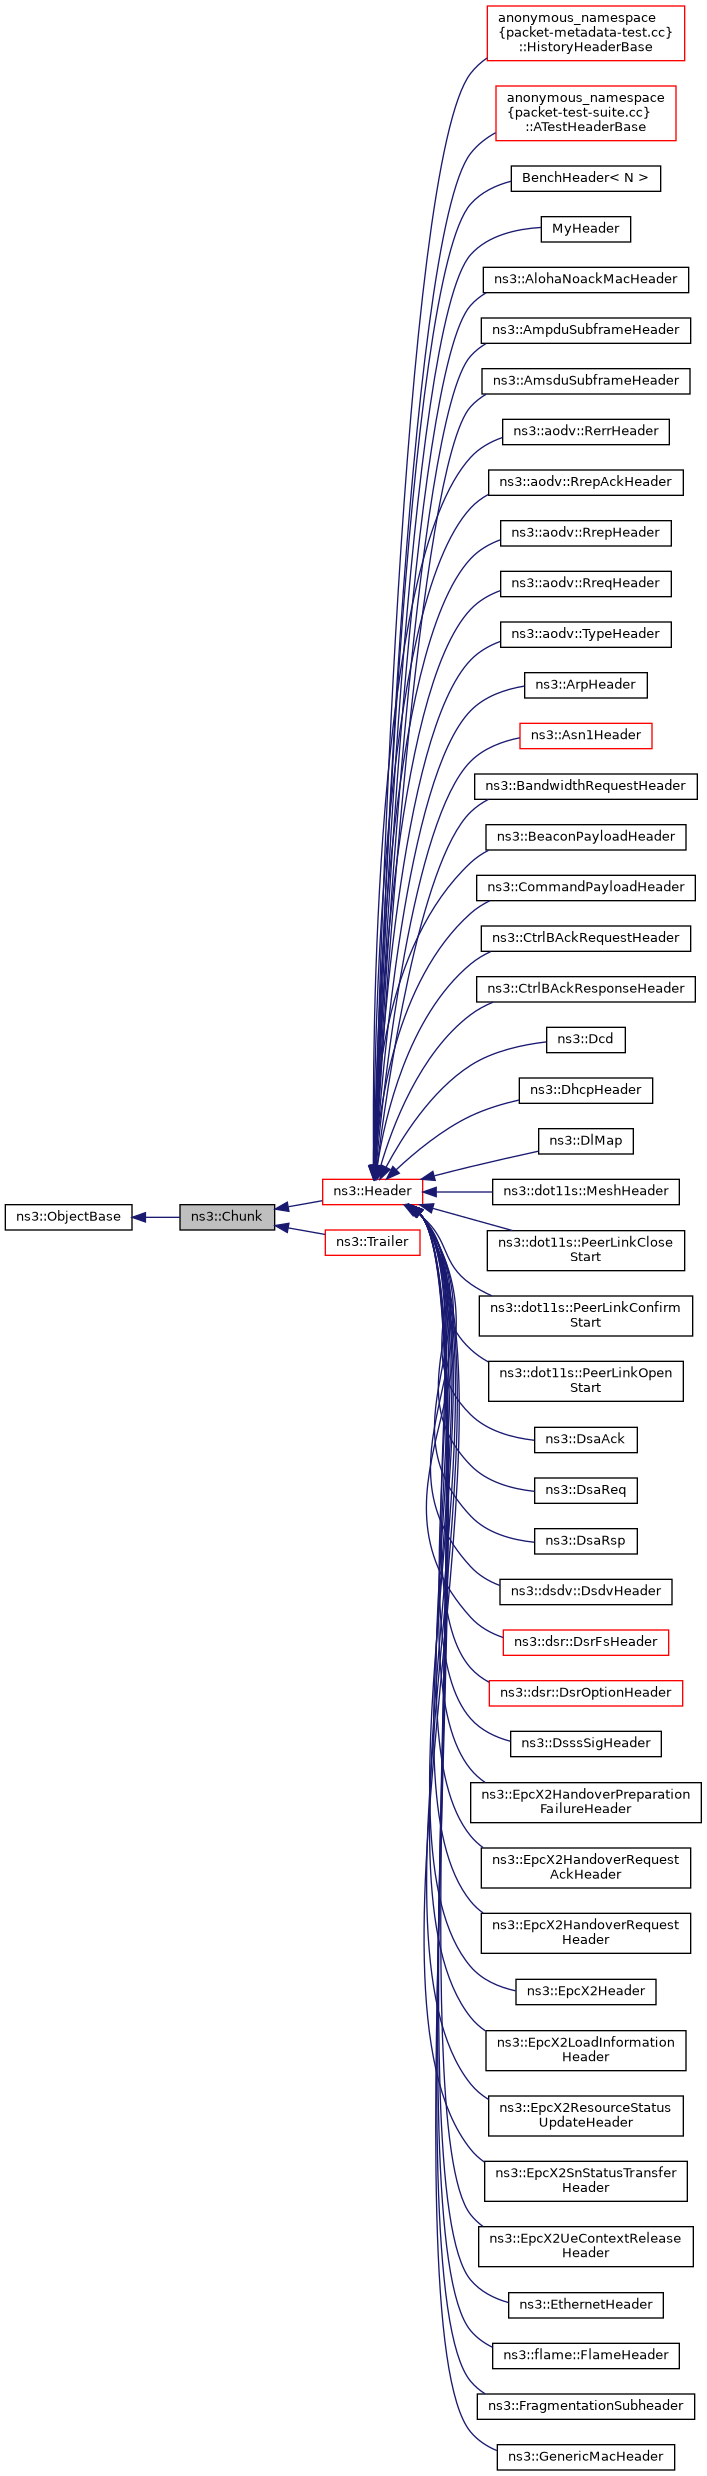 anonymous_namespace
{packet-metadata-test.cc}
::HistoryHeaderBase
anonymous_namespace
{packet-test-suite.cc}
::ATestHeaderBase
BenchHeader< N >
MyHeader
ns3::AlohaNoackMacHeader
ns3::AmpduSubframeHeader
ns3::AmsduSubframeHeader
ns3::aodv::RerrHeader
ns3::aodv::RrepAckHeader
ns3::aodv::RrepHeader
ns3::aodv::RreqHeader
ns3::aodv::TypeHeader
ns3::ArpHeader
ns3::Asn1Header
ns3::BandwidthRequestHeader
ns3::BeaconPayloadHeader
ns3::CommandPayloadHeader
ns3::CtrlBAckRequestHeader
ns3::CtrlBAckResponseHeader
ns3::Dcd
ns3::DhcpHeader
ns3::DlMap
ns3::ObjectBase
ns3::Chunk
ns3::Header
ns3::Trailer
ns3::dot11s::MeshHeader
ns3::dot11s::PeerLinkClose
Start
ns3::dot11s::PeerLinkConfirm
Start
ns3::dot11s::PeerLinkOpen
Start
ns3::DsaAck
ns3::DsaReq
ns3::DsaRsp
ns3::dsdv::DsdvHeader
ns3::dsr::DsrFsHeader
ns3::dsr::DsrOptionHeader
ns3::DsssSigHeader
ns3::EpcX2HandoverPreparation
FailureHeader
ns3::EpcX2HandoverRequest
AckHeader
ns3::EpcX2HandoverRequest
Header
ns3::EpcX2Header
ns3::EpcX2LoadInformation
Header
ns3::EpcX2ResourceStatus
UpdateHeader
ns3::EpcX2SnStatusTransfer
Header
ns3::EpcX2UeContextRelease
Header
ns3::EthernetHeader
ns3::flame::FlameHeader
ns3::FragmentationSubheader
ns3::GenericMacHeader